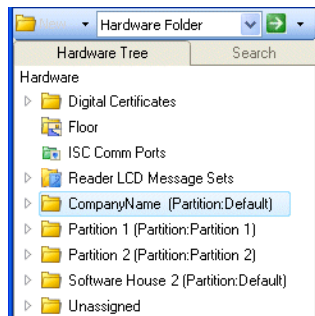 New Hardware Folder
Hardware Tree Search
Hardware
Digital Certificates
Floor
ISC Comm Ports
Reader LCD Message Sets
CompanyName (Partition:Default)
Partition 1 (Partition:Partition 1)
Partition 2 (Partition:Partition 2)
Software House 2 (Partition:Default)
Unassigned